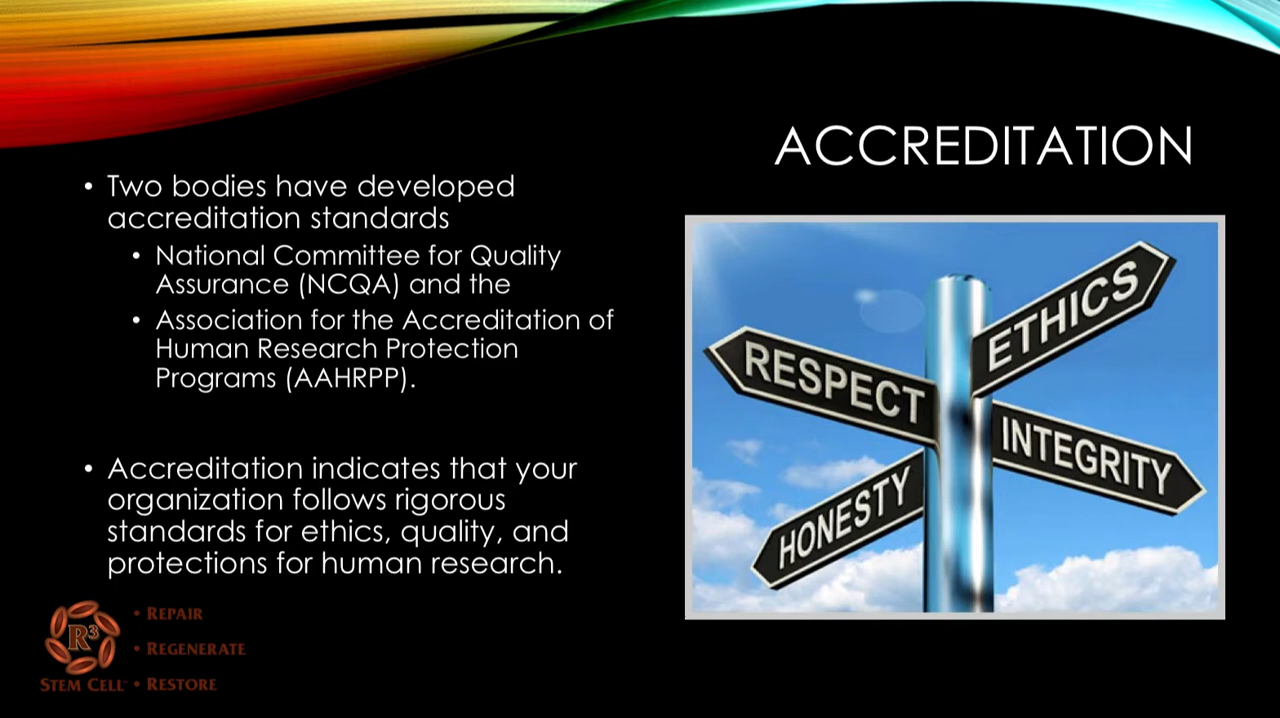 ACCREDITATION
• Two bodies have developed
accreditation standards
• National Committee for Quality
Assurance (NCQA) and the
• Association for the Accreditation of
Human Research Protection
Programs (AAHRPP).
• Accreditation indicates that your
organization follows rigorous
standards for ethics, quality, and
protections for human research.
ETHICS
RESPECT
INTEGRITY
HONESTY
R³
STEM CELL
• REPAIR
• REGENERATE
• RESTORE